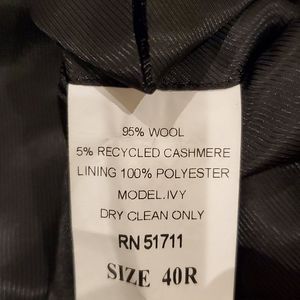 95% WOOL
5% RECYCLED CASHMERE
LINING 100% POLYESTER
MODEL.IVY
DRY CLEAN ONLY
RN 51711
SIZE 40R